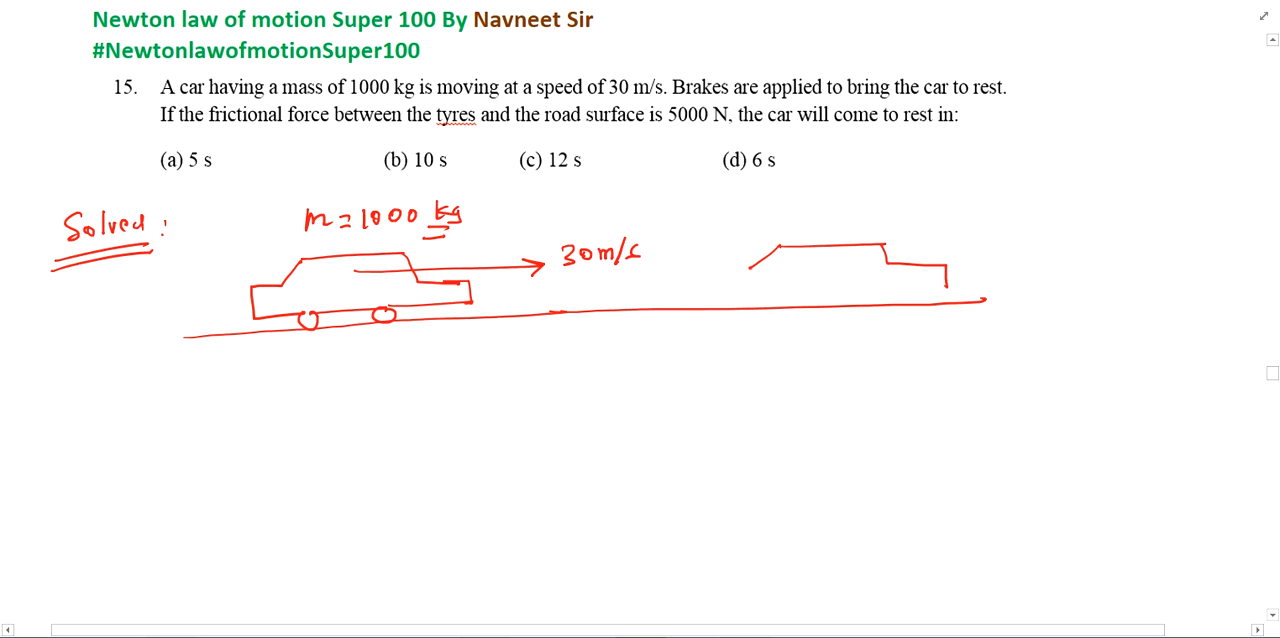 Newton law of motion Super 100 By Navneet Sir
#NewtonlawofmotionSuper100
15. A car having a mass of 1000 kg is moving at a speed of 30 m/s. Brakes are applied to bring the car to rest.
If the frictional force between the tyres and the road surface is 5000 N, the car will come to rest in:
(a) 5 s (b) 10 s (c) 12 s (d) 6 s
Solved :
m = 1000 kg
30 m/s